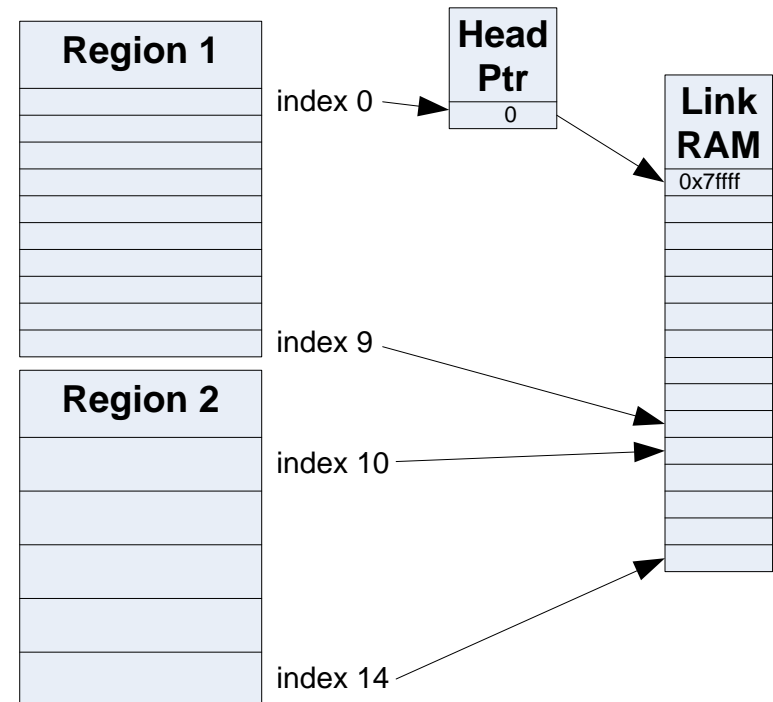 Region 1
index 0
Head
Ptr
0
Link
RAM
0x7ffff
index 9
Region 2
index 10
index 14